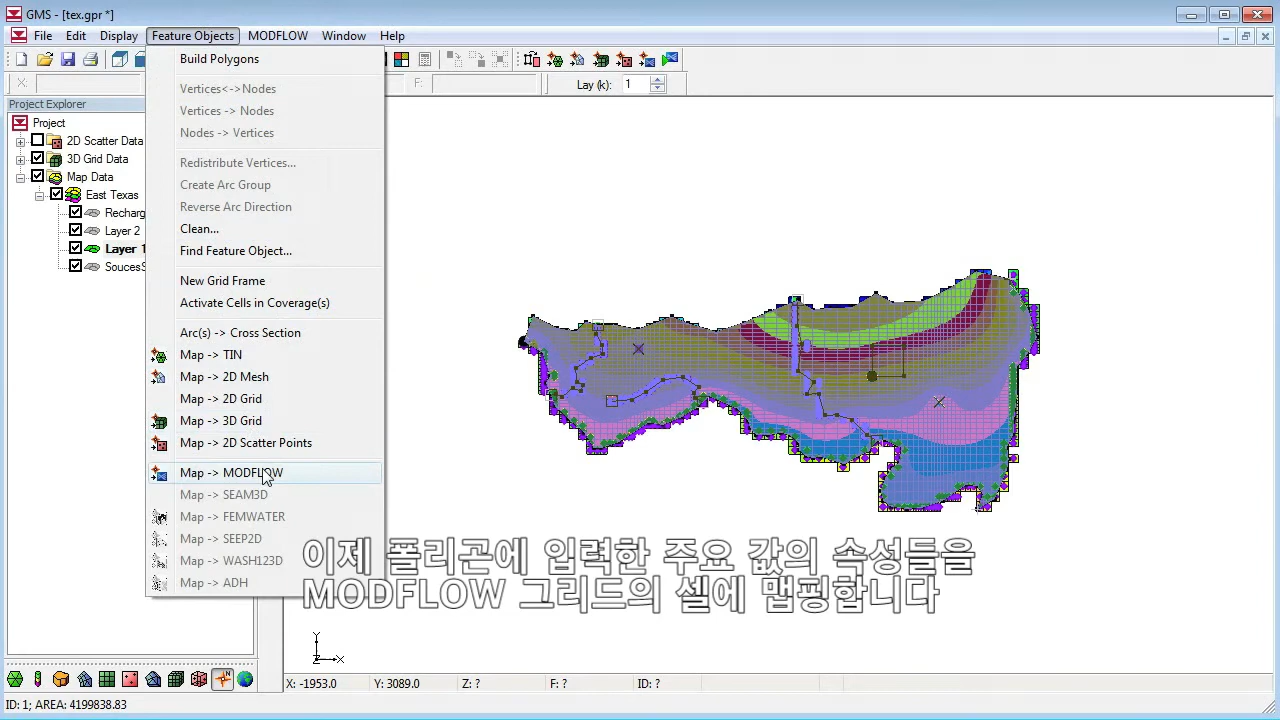 GMS - [tex.gpr *]
File Edit Display Feature Objects MODFLOW Window Help
X: F: Lay (k): 1
Project Explorer
Project
2D Scatter Data
3D Grid Data
Map Data
East Texas
Recharg
Layer 2
Layer 1
SoucesS
Build Polygons
Vertices<->Nodes
Vertices -> Nodes
Nodes -> Vertices
Redistribute Vertices...
Create Arc Group
Reverse Arc Direction
Clean...
Find Feature Object...
New Grid Frame
Activate Cells in Coverage(s)
Arc(s) -> Cross Section
Map -> TIN
Map -> 2D Mesh
Map -> 2D Grid
Map -> 3D Grid
Map -> 2D Scatter Points
Map -> MODFLOW
Map -> SEAM3D
Map -> FEMWATER
Map -> SEEP2D
Map -> WASH123D
Map -> ADH
이제 폴리곤에 입력한 주요 값의 속성들을
MODFLOW 그리드의 셀에 맵핑합니다
Y
X
X: -1953.0 Y: 3089.0 Z: ? F: ? ID: ?
ID: 1; AREA: 4199838.83